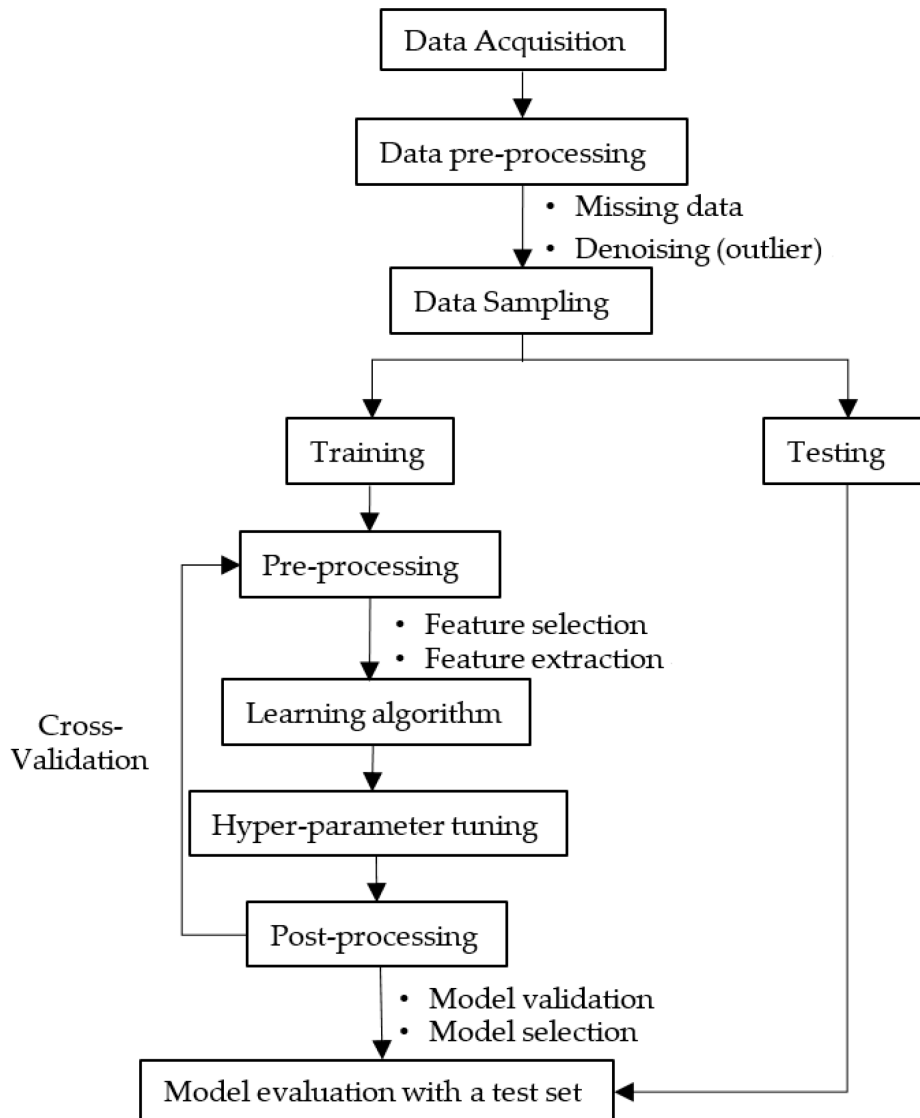 Data Acquisition
Data pre-processing
• Missing data
• Denoising (outlier)
Data Sampling
Training
Testing
Pre-processing
• Feature selection
• Feature extraction
Learning algorithm
Cross-
Validation
Hyper-parameter tuning
Post-processing
• Model validation
• Model selection
Model evaluation with a test set